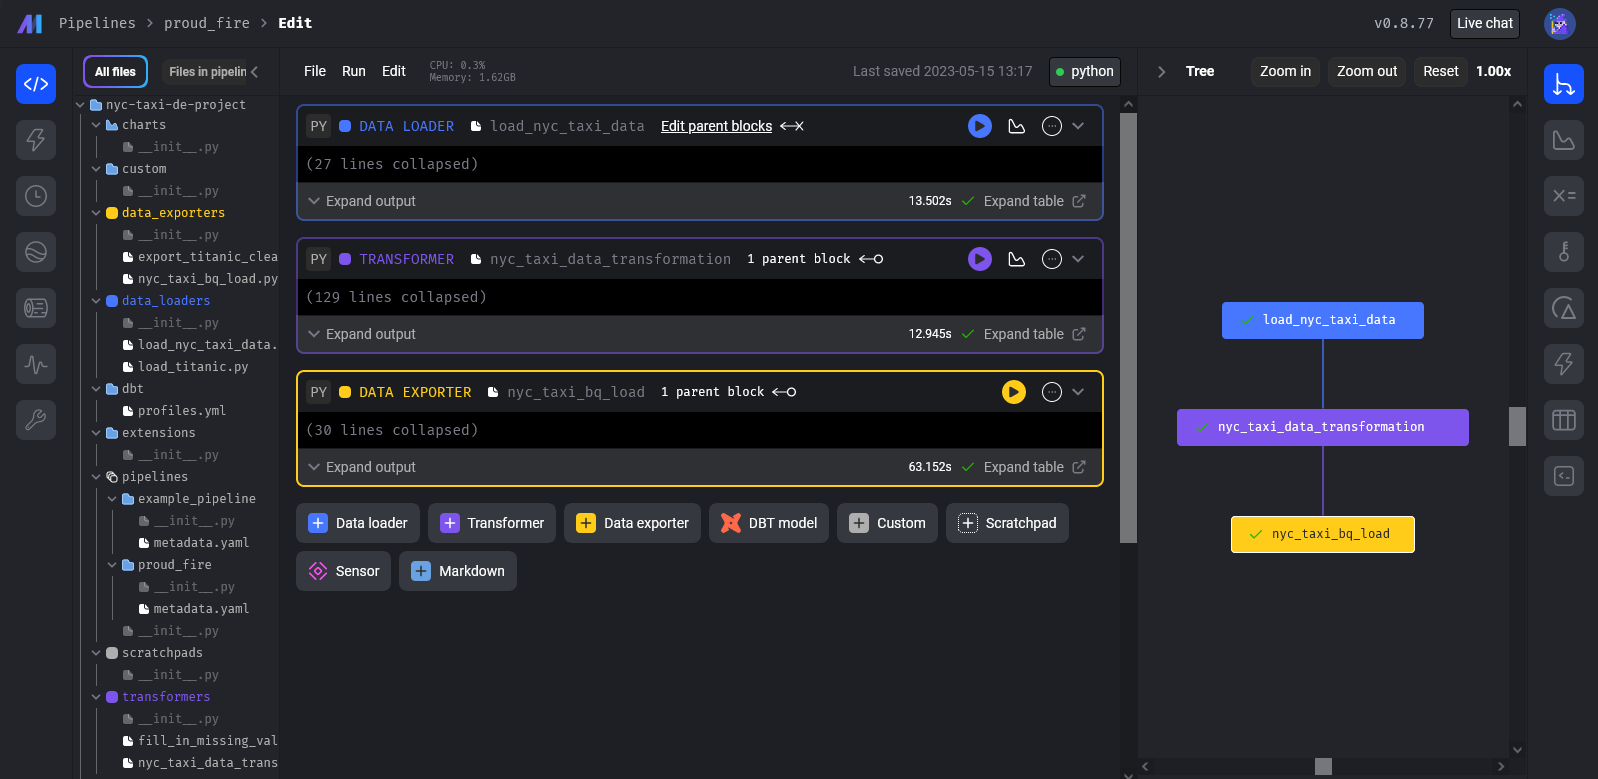 Pipelines > proud_fire > Edit
v0.8.77
Live chat
All files
Files in pipelin
File Run Edit
CPU: 0.3%
Memory: 1.62GB
Last saved 2023-05-15 13:17
python
Tree
Zoom in
Zoom out
Reset
1.00x
nyc-taxi-de-project
charts
__init__.py
custom
__init__.py
data_exporters
__init__.py
export_titanic_clea
nyc_taxi_bq_load.py
data_loaders
__init__.py
load_nyc_taxi_data.
load_titanic.py
dbt
profiles.yml
extensions
__init__.py
pipelines
example_pipeline
__init__.py
metadata.yaml
proud_fire
__init__.py
metadata.yaml
__init__.py
scratchpads
__init__.py
transformers
__init__.py
fill_in_missing_val
nyc_taxi_data_trans
PY DATA LOADER load_nyc_taxi_data Edit parent blocks
(27 lines collapsed)
Expand output 13.502s Expand table
PY TRANSFORMER nyc_taxi_data_transformation 1 parent block
(129 lines collapsed)
Expand output 12.945s Expand table
PY DATA EXPORTER nyc_taxi_bq_load 1 parent block
(30 lines collapsed)
Expand output 63.152s Expand table
Data loader Transformer Data exporter DBT model Custom Scratchpad
Sensor Markdown
load_nyc_taxi_data
nyc_taxi_data_transformation
nyc_taxi_bq_load